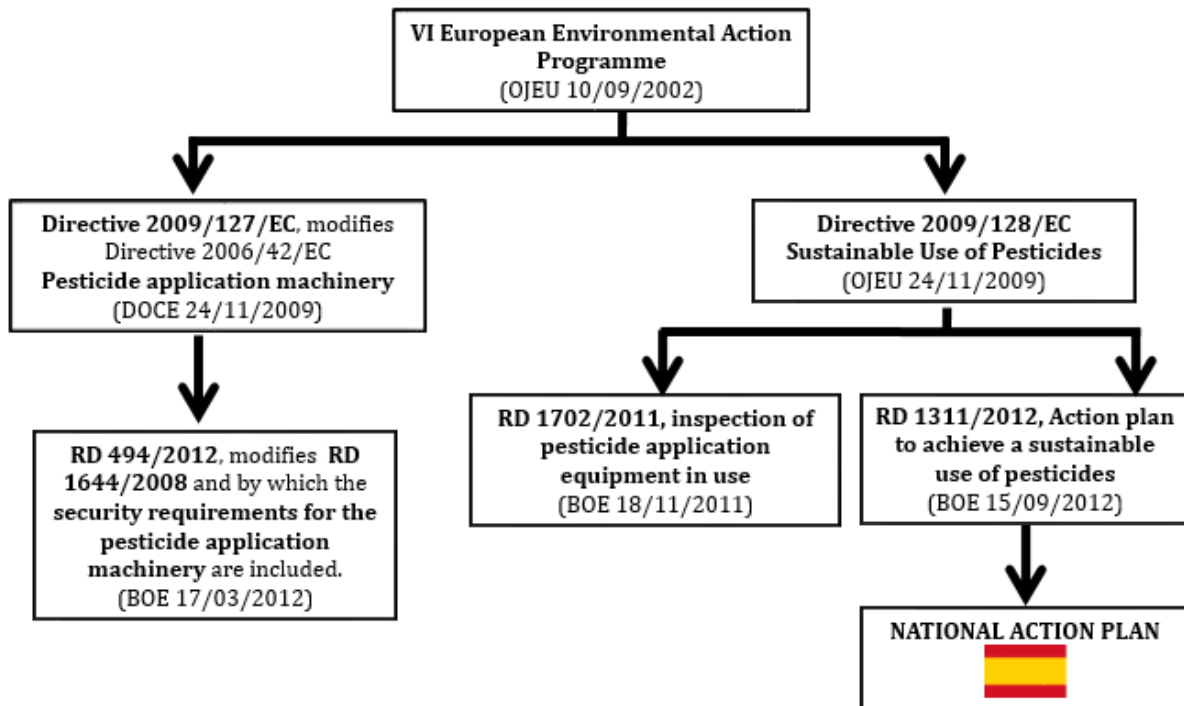 VI European Environmental Action
Programme
(OJEU 10/09/2002)
Directive 2009/127/EC, modifies
Directive 2006/42/EC
Pesticide application machinery
(DOCE 24/11/2009)
Directive 2009/128/EC
Sustainable Use of Pesticides
(OJEU 24/11/2009)
RD 494/2012, modifies RD
1644/2008 and by which the
security requirements for the
pesticide application
machinery are included.
(BOE 17/03/2012)
RD 1702/2011, inspection of
pesticide application
equipment in use
(BOE 18/11/2011)
RD 1311/2012, Action plan
to achieve a sustainable
use of pesticides
(BOE 15/09/2012)
NATIONAL ACTION PLAN